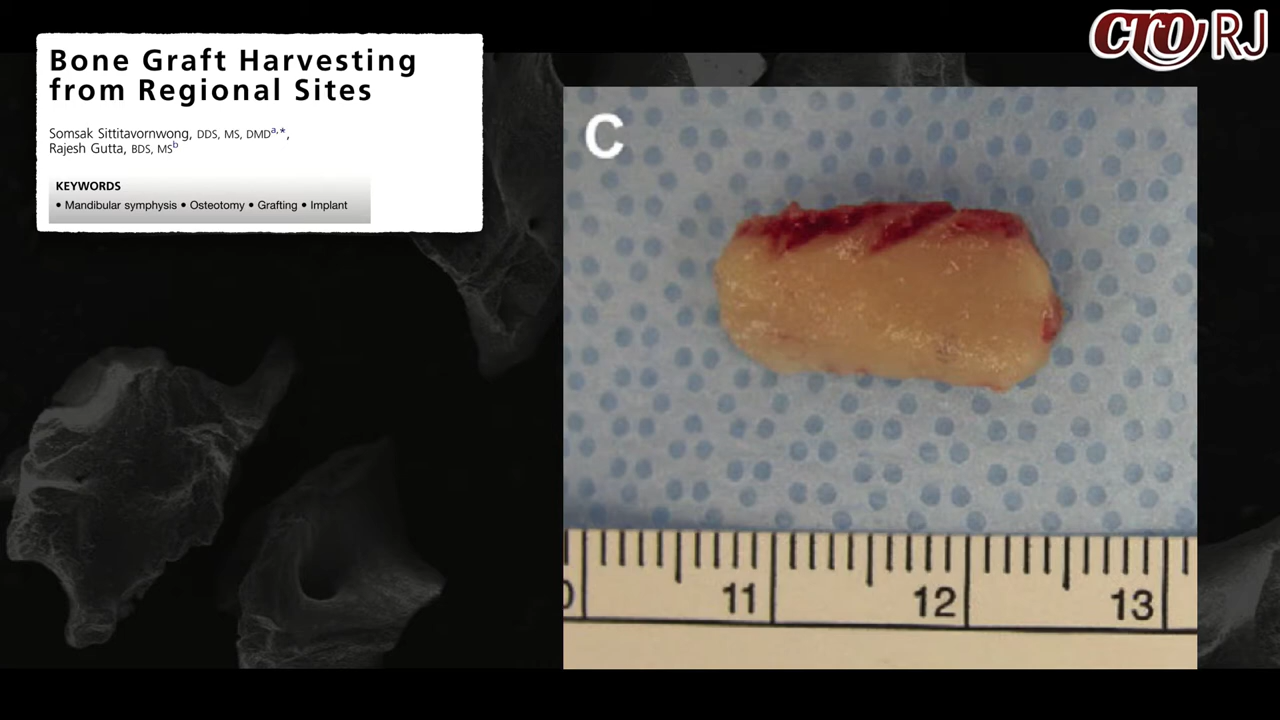 Bone Graft Harvesting
from Regional Sites
Somsak Sittitavornwong, DDS, MS, DMDa,*,
Rajesh Gutta, BDS, MSb
KEYWORDS
• Mandibular symphysis • Osteotomy • Grafting • Implant
CTO RJ
C
0 11 12 13